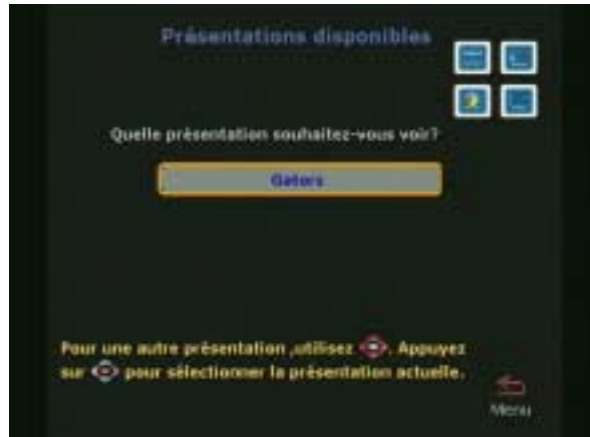 Présentations disponibles
Quelle présentation souhaitez-vous voir?
Gators
Pour une autre présentation ,utilisez . Appuyez
sur pour sélectionner la présentation actuelle.
Menu